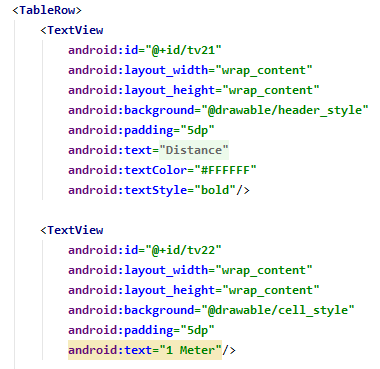 <TableRow>
<TextView
android:id="@+id/tv21"
android:layout_width="wrap_content"
android:layout_height="wrap_content"
android:background="@drawable/header_style"
android:padding="5dp"
android:text="Distance"
android:textColor="#FFFFFF"
android:textStyle="bold"/>
<TextView
android:id="@+id/tv22"
android:layout_width="wrap_content"
android:layout_height="wrap_content"
android:background="@drawable/cell_style"
android:padding="5dp"
android:text="1 Meter"/>